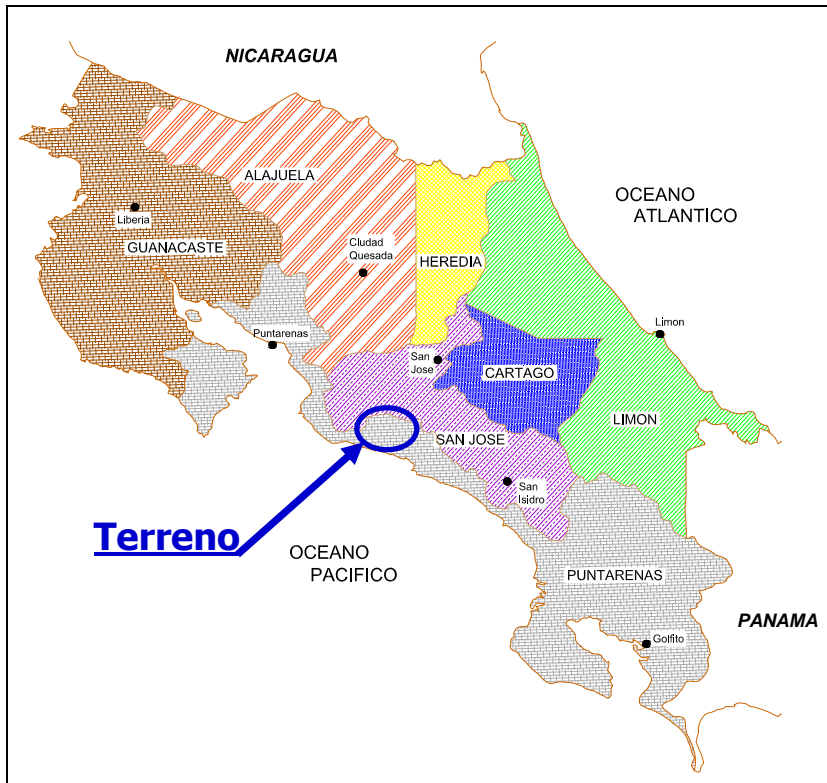 NICARAGUA
ALAJUELA
OCEANO
ATLANTICO
Liberia
GUANACASTE
Cludad
Quesada
HEREDIA
Puntarenas
Limon
San
Jose
CARTAGO
LIMON
SAN JOSE
San
Isidro
Terreno
OCEANO
PACIFICO
PUNTARENAS
PANAMA
Golfito